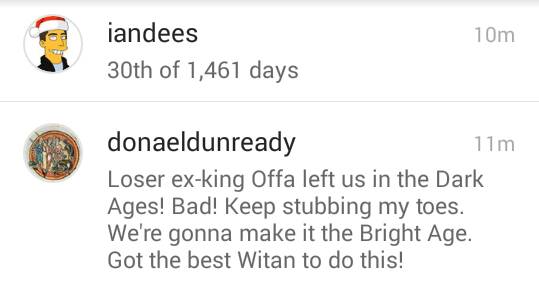 iandees
10m
30th of 1,461 days
donaeldunready
11m
Loser ex-king Offa left us in the Dark
Ages! Bad! Keep stubbing my toes.
We're gonna make it the Bright Age.
Got the best Witan to do this!